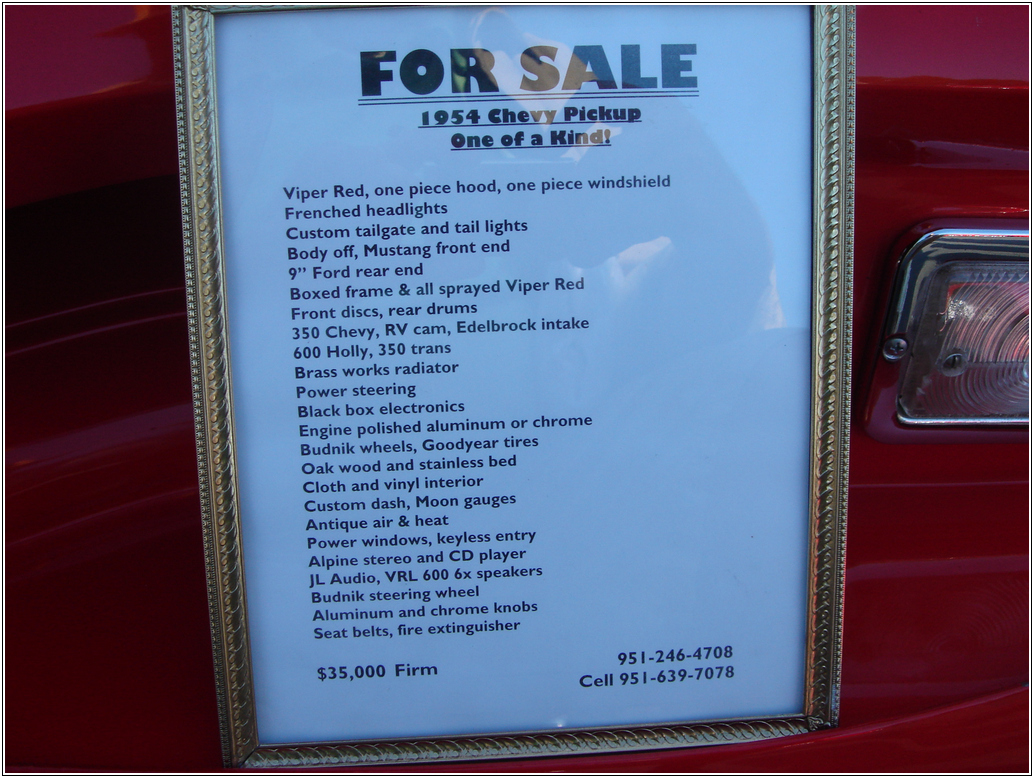 FOR SALE
1954 Chevy Pickup
One of a Kind!
Viper Red, one piece hood, one piece windshield
Frenched headlights
Custom tailgate and tail lights
Body off, Mustang front end
9” Ford rear end
Boxed frame & all sprayed Viper Red
Front discs, rear drums
350 Chevy, RV cam, Edelbrock intake
600 Holly, 350 trans
Brass works radiator
Power steering
Black box electronics
Engine polished aluminum or chrome
Budnik wheels, Goodyear tires
Oak wood and stainless bed
Cloth and vinyl interior
Custom dash, Moon gauges
Antique air & heat
Power windows, keyless entry
Alpine stereo and CD player
JL Audio, VRL 600 6x speakers
Budnik steering wheel
Aluminum and chrome knobs
Seat belts, fire extinguisher
$35,000 Firm
951-246-4708
Cell 951-639-7078